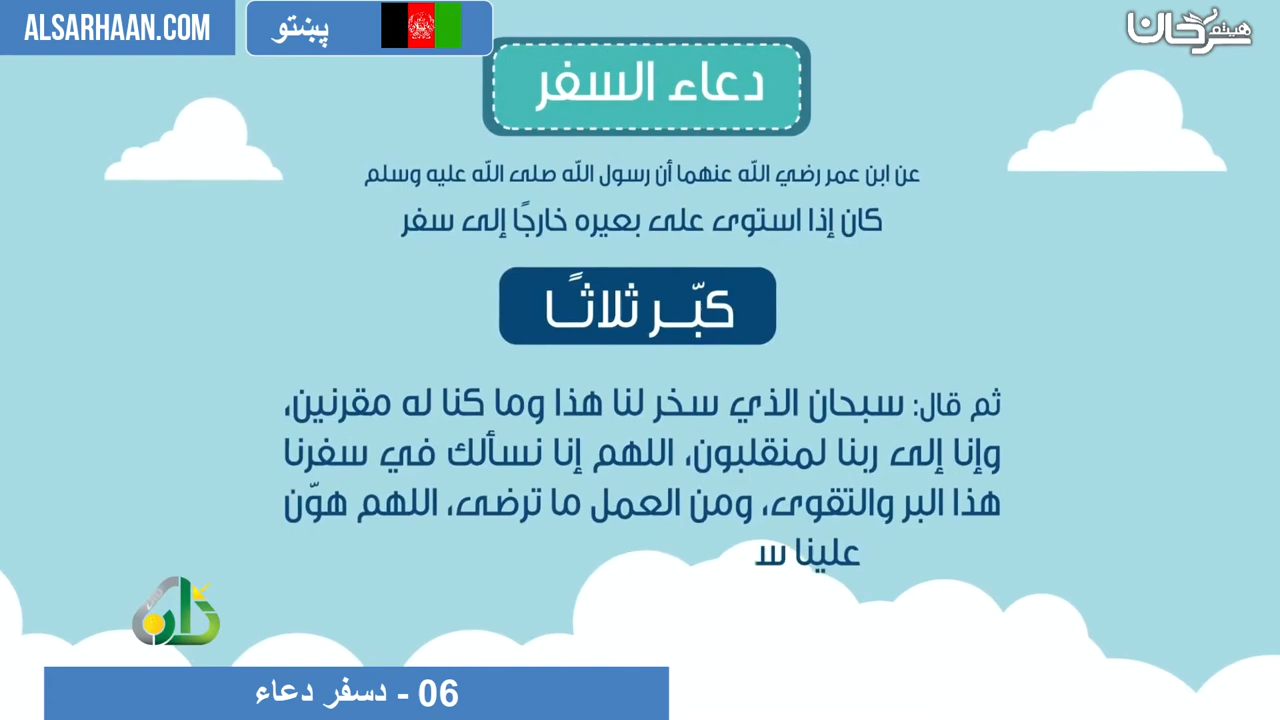 ALSARHAAN.COM
پښتو
هيثم سرحان
دعاء السفر
عن ابن عمر رضي الله عنهما أن رسول الله صلى الله عليه وسلم
كان إذا استوى على بعيره خارجًا إلى سفر
كبّر ثلاثًا
ثم قال: سبحان الذي سخر لنا هذا وما كنا له مقرنين،
وإنا إلى ربنا لمنقلبون، اللهم إنا نسألك في سفرنا
هذا البر والتقوى، ومن العمل ما ترضى، اللهم هوّن
علينا س
06 - دسفر دعاء